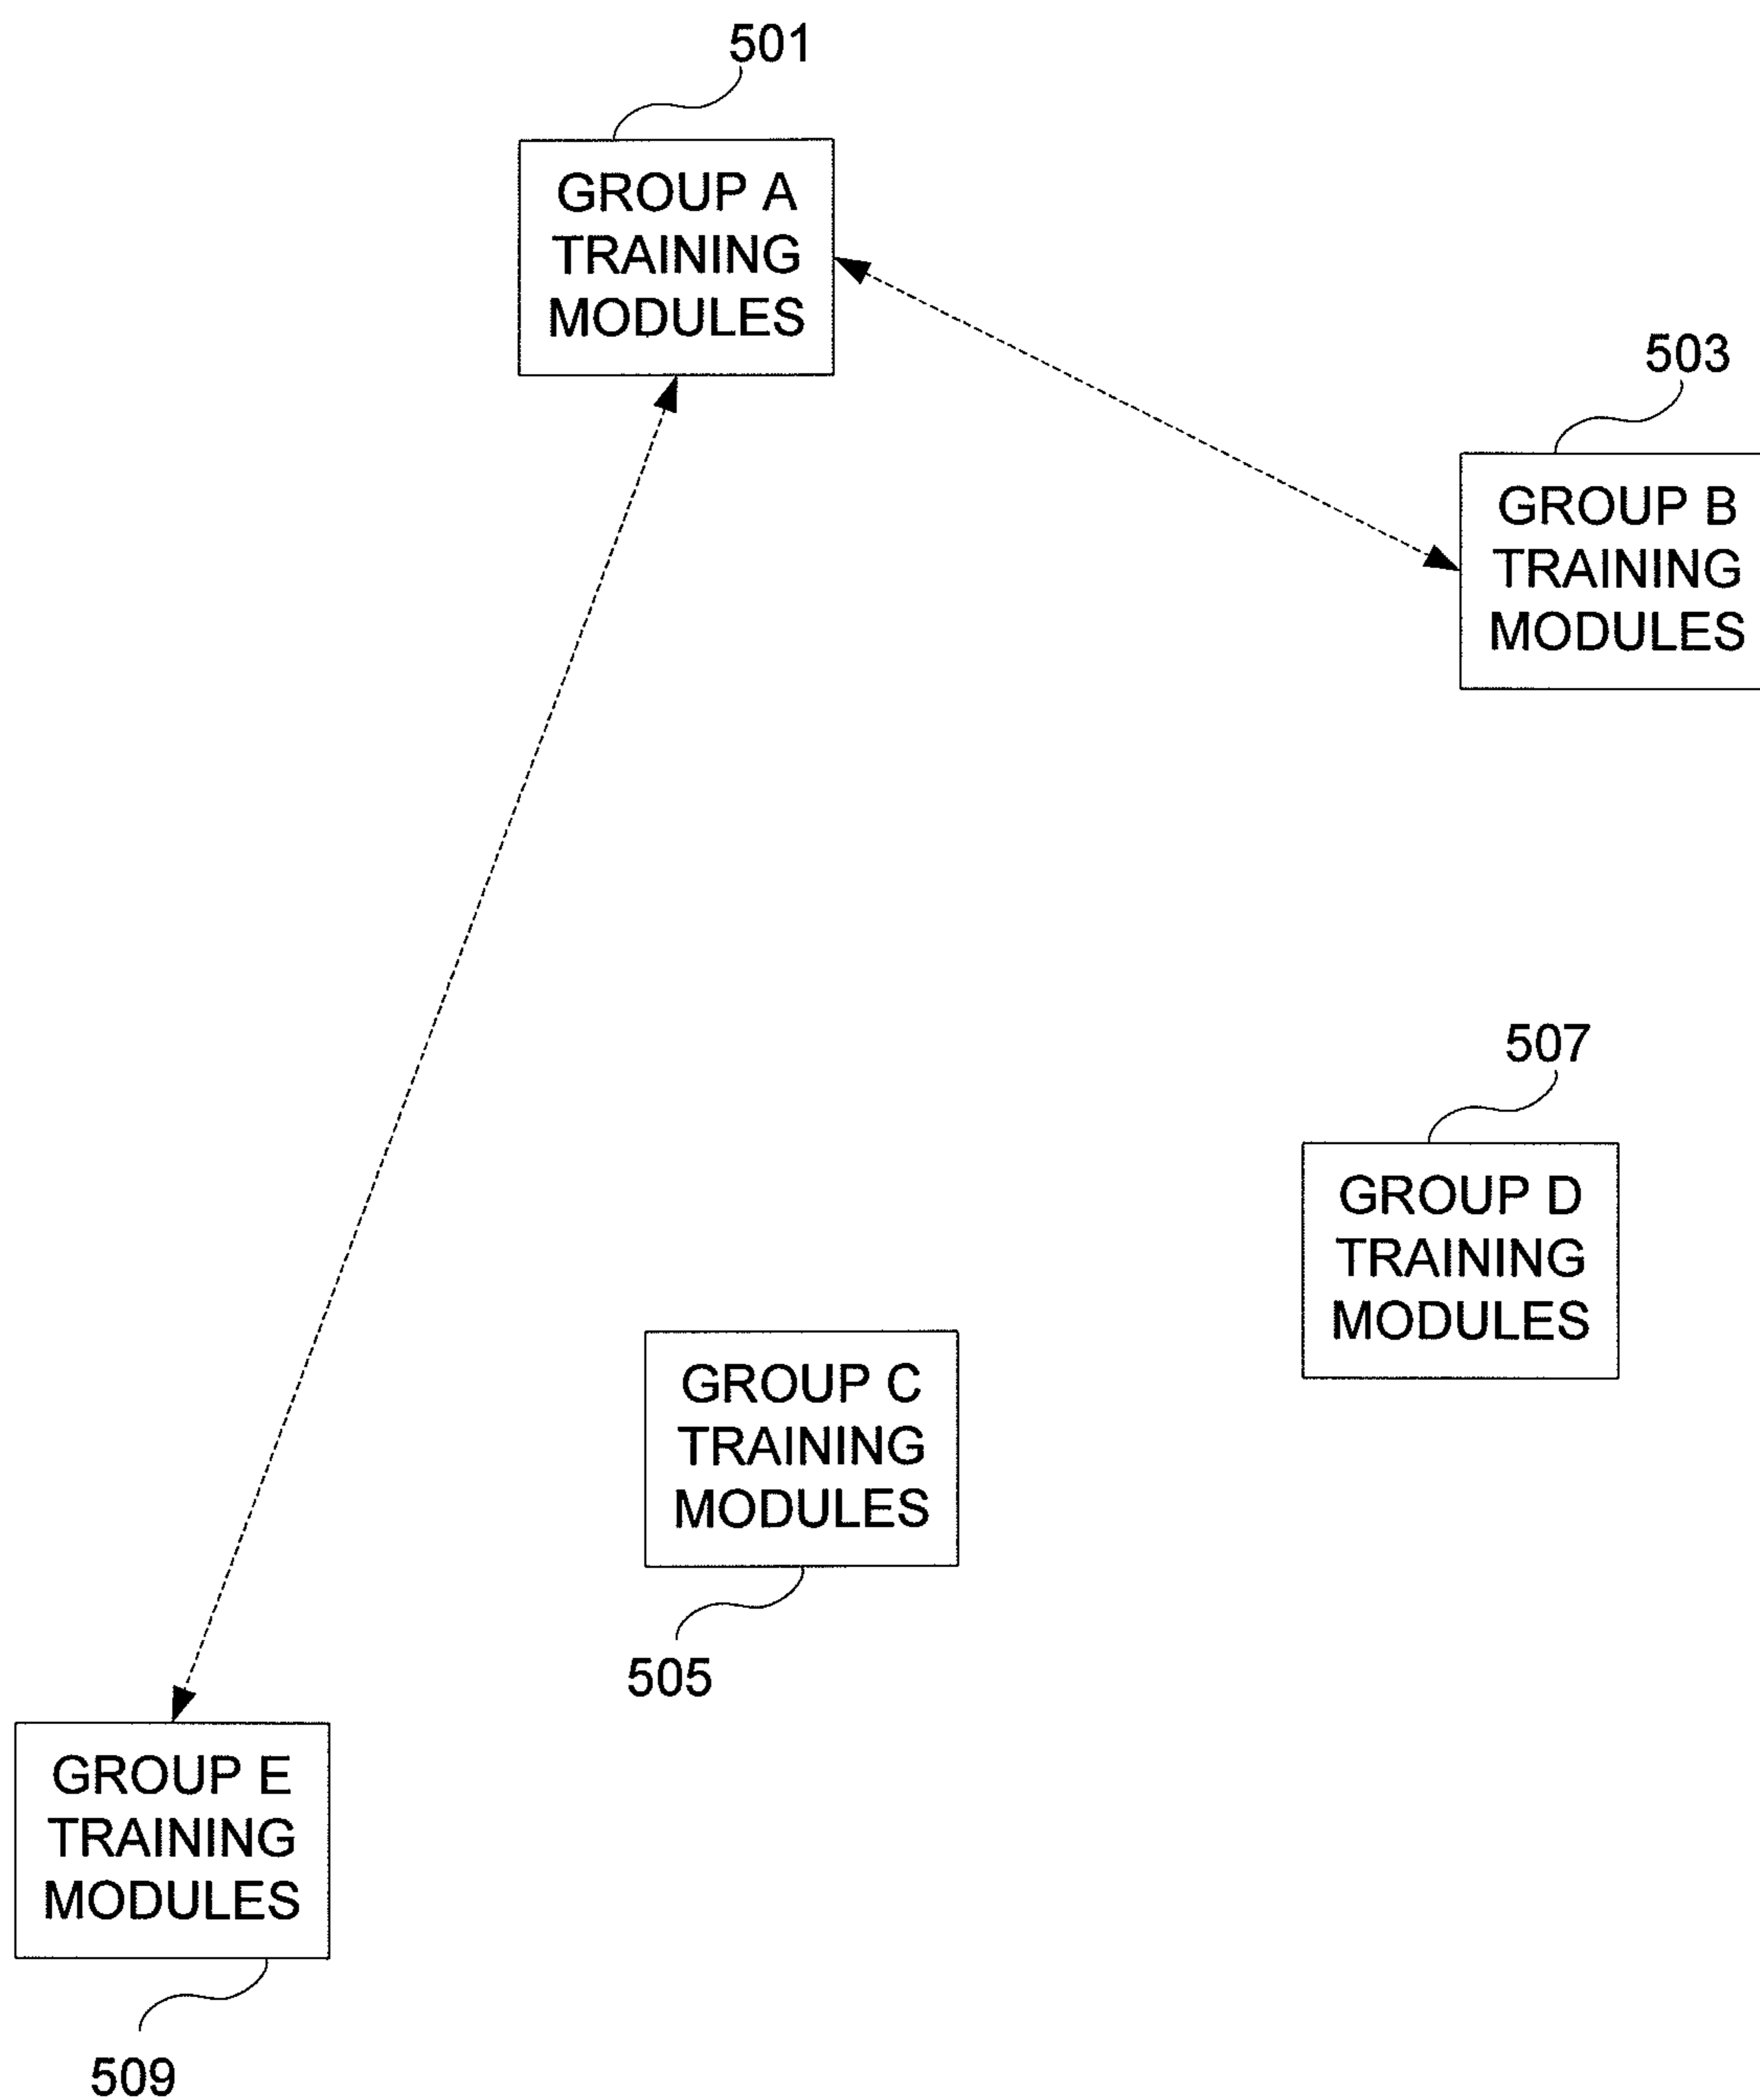 501
GROUP A
TRAINING
MODULES
503
GROUP B
TRAINING
MODULES
507
GROUP D
TRAINING
MODULES
GROUP C
TRAINING
MODULES
505
GROUP E
TRAINING
MODULES
509